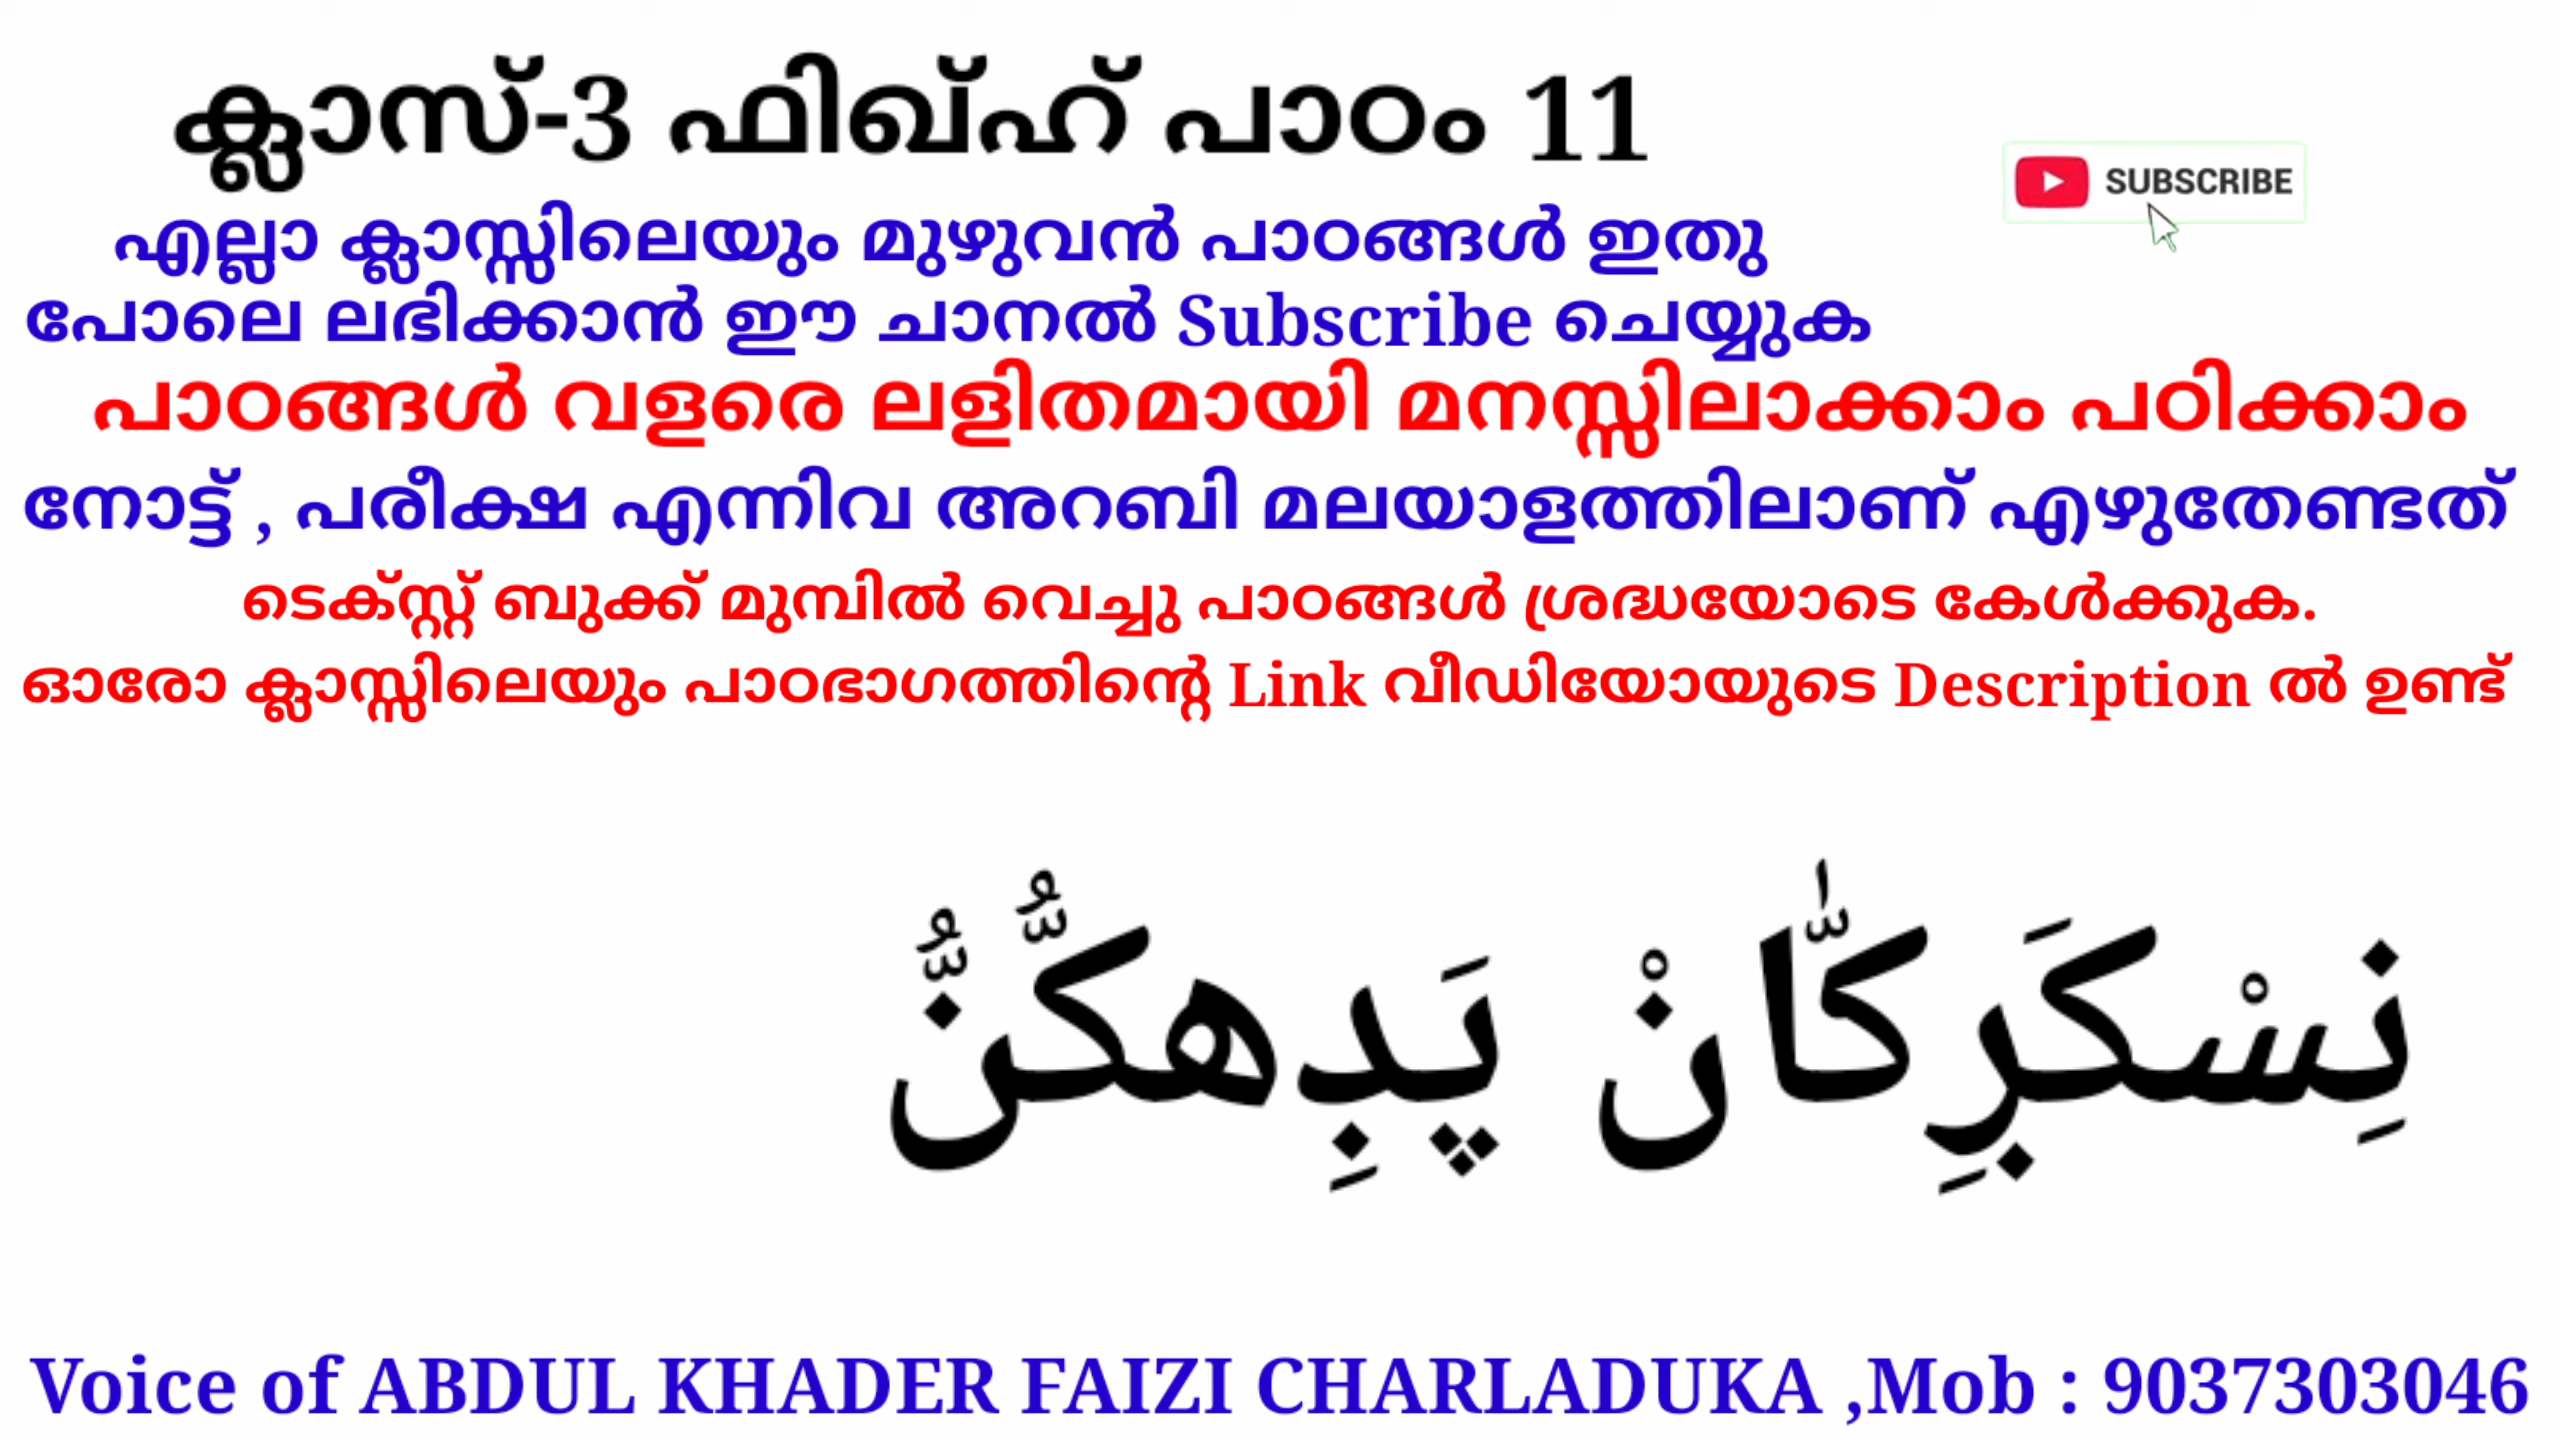 ക്ലാസ്-3 ഫിഖ്ഹ് പാഠം 11
SUBSCRIBE
എല്ലാ ക്ലാസ്സിലെയും മുഴുവൻ പാഠങ്ങൾ ഇതു
പോലെ ലഭിക്കാൻ ഈ ചാനൽ Subscribe ചെയ്യുക
പാഠങ്ങൾ വളരെ ലളിതമായി മനസ്സിലാക്കാം പഠിക്കാം
നോട്ട് , പരീക്ഷ എന്നിവ അറബി മലയാളത്തിലാണ് എഴുതേണ്ടത്
ടെക്സ്റ്റ് ബുക്ക് മുമ്പിൽ വെച്ചു പാഠങ്ങൾ ശ്രദ്ധയോടെ കേൾക്കുക.
ഓരോ ക്ലാസ്സിലെയും പാഠഭാഗത്തിന്റെ Link വീഡിയോയുടെ Description ൽ ഉണ്ട്
نِسْكَرِكّٰانْ پَدِهكُّنُّ
Voice of ABDUL KHADER FAIZI CHARLADUKA ,Mob : 9037303046